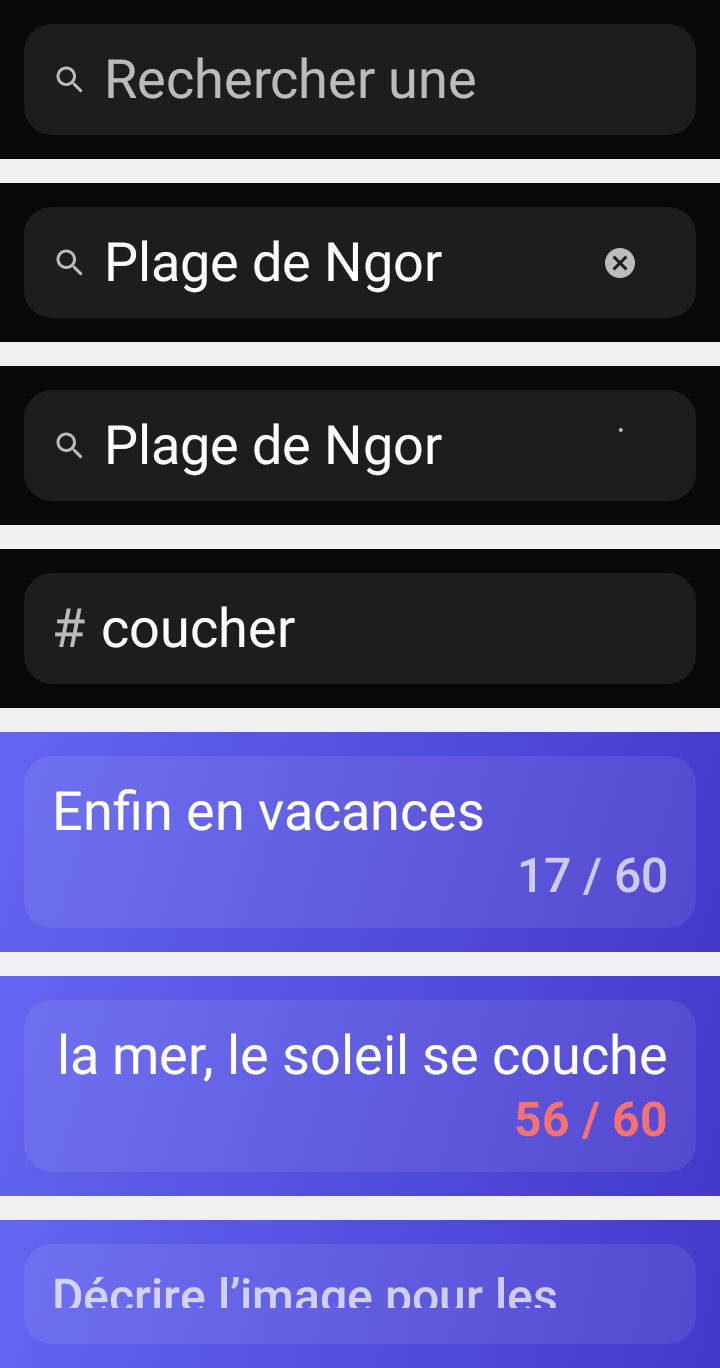 Rechercher une
Plage de Ngor
Plage de Ngor
# coucher
Enfin en vacances
17 / 60
la mer, le soleil se couche
56 / 60
Décrire l’image pour les